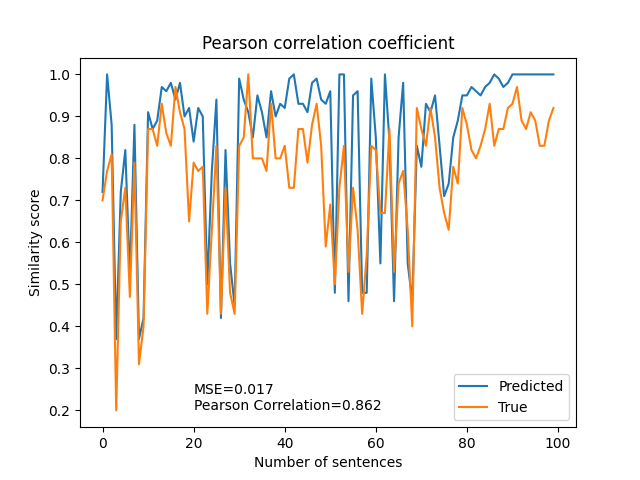 Pearson correlation coefficient
Similarity score
1.0
0.9
0.8
0.7
0.6
0.5
0.4
0.3
0.2
MSE=0.017
Pearson Correlation=0.862
Predicted
True
0
20
40
60
80
100
Number of sentences